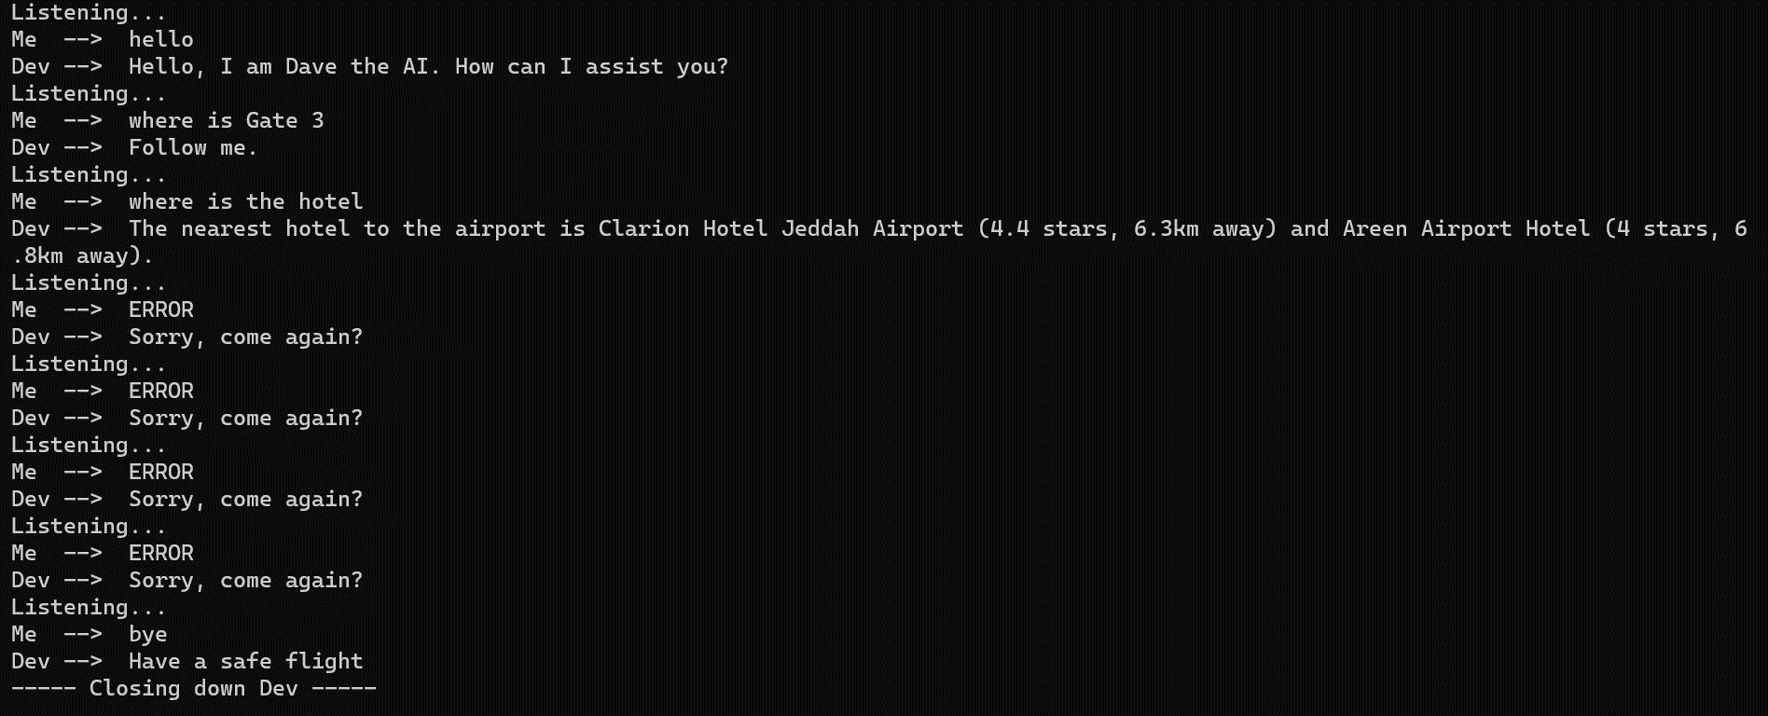 Listening...
Me  -->  hello
Dev -->  Hello, I am Dave the AI. How can I assist you?
Listening...
Me  -->  where is Gate 3
Dev -->  Follow me.
Listening...
Me  -->  where is the hotel
Dev -->  The nearest hotel to the airport is Clarion Hotel Jeddah Airport (4.4 stars, 6.3km away) and Areen Airport Hotel (4 stars, 6
.8km away).
Listening...
Me  -->  ERROR
Dev -->  Sorry, come again?
Listening...
Me  -->  ERROR
Dev -->  Sorry, come again?
Listening...
Me  -->  ERROR
Dev -->  Sorry, come again?
Listening...
Me  -->  ERROR
Dev -->  Sorry, come again?
Listening...
Me  -->  bye
Dev -->  Have a safe flight
----- Closing down Dev -----